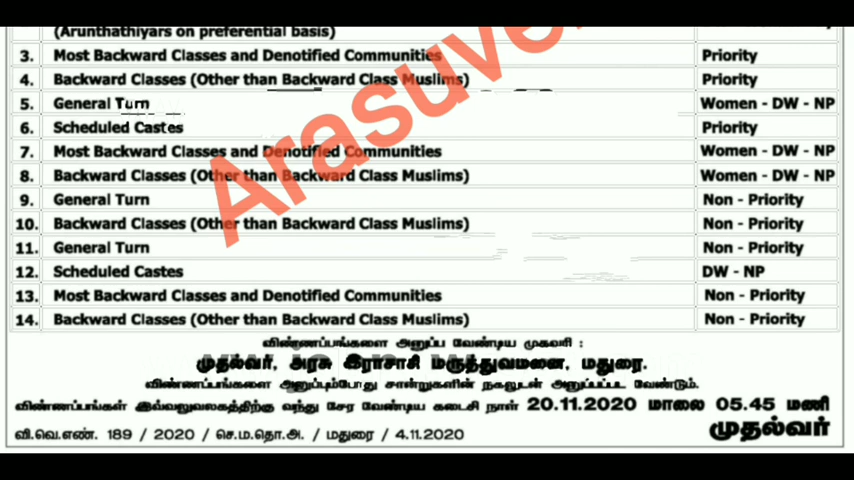 (Arunthathiyars on preferential basis)
3. Most Backward Classes and Denotified Communities Priority
4. Backward Classes (Other than Backward Class Muslims) Priority
5. General Turn Women - DW - NP
6. Scheduled Castes Priority
7. Most Backward Classes and Denotified Communities Women - DW - NP
8. Backward Classes (Other than Backward Class Muslims) Women - DW - NP
9. General Turn Non - Priority
10. Backward Classes (Other than Backward Class Muslims) Non - Priority
11. General Turn Non - Priority
12. Scheduled Castes DW - NP
13. Most Backward Classes and Denotified Communities Non - Priority
14. Backward Classes (Other than Backward Class Muslims) Non - Priority
Arasuve
விண்ணப்பங்களை அனுப்ப வேண்டிய முகவரி :
முதல்வர், அரசு இராசாசி மருத்துவமனை, மதுரை.
விண்ணப்பங்களை அனுப்பும்போது சான்றுகளின் நகலுடன் அனுப்பப்பட வேண்டும்.
விண்ணப்பங்கள் இவ்வலுவலகத்திற்கு வந்து சேர வேண்டிய கடைசி நாள் 20.11.2020 மாலை 05.45 மணி
வி.வெ.எண். 189 / 2020 / செ.ம.தொ.அ. / மதுரை / 4.11.2020 முதல்வர்